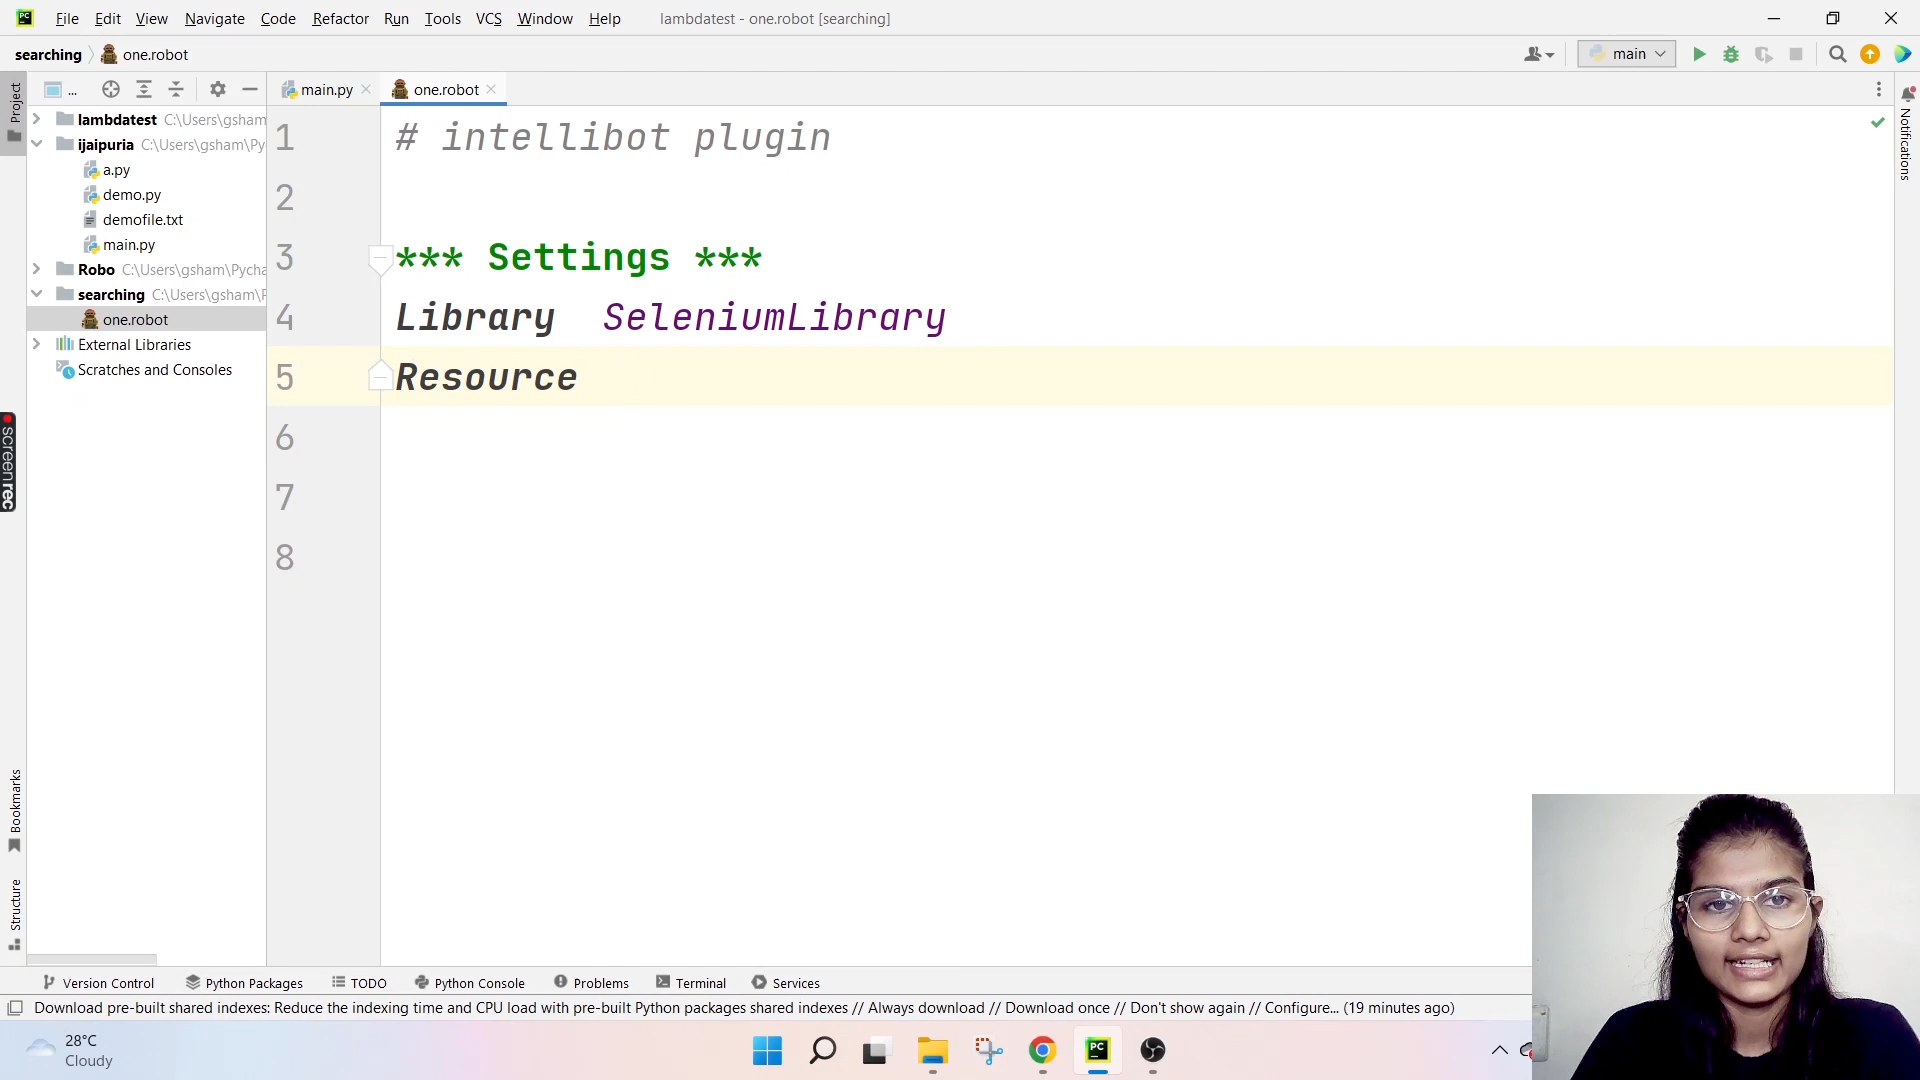 File Edit View Navigate Code Refactor Run Tools VCS Window Help lambdatest - one.robot [searching]
searching one.robot
main
... main.py one.robot
Project
Notifications
lambdatest C:\Users\gsham
ijaipuria C:\Users\gsham\Py
a.py
demo.py
demofile.txt
main.py
Robo C:\Users\gsham\Pycha
searching C:\Users\gsham\P
one.robot
External Libraries
Scratches and Consoles
1 # intellibot plugin
2
3 *** Settings ***
4 Library SeleniumLibrary
5 Resource
6
7
8
screenrec
Bookmarks
Structure
Version Control Python Packages TODO Python Console Problems Terminal Services
Download pre-built shared indexes: Reduce the indexing time and CPU load with pre-built Python packages shared indexes // Always download // Download once // Don't show again // Configure... (19 minutes ago)
28°C
Cloudy